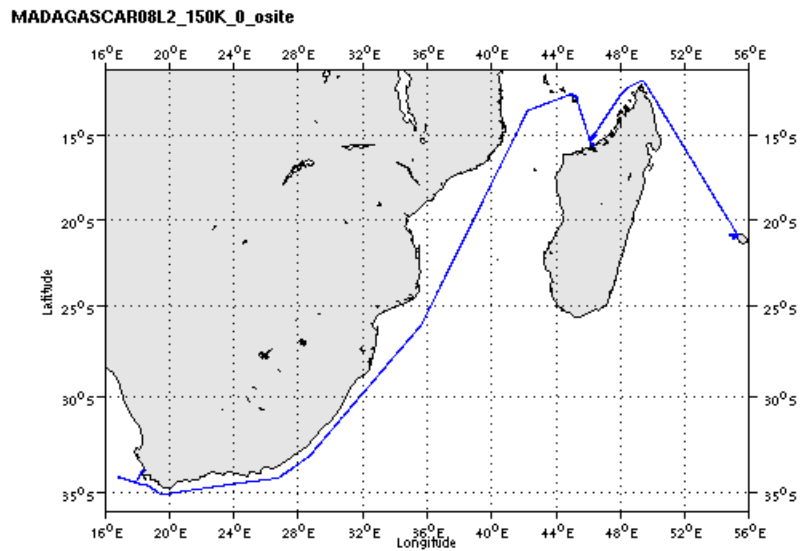 MADAGASCAR08L2_150K_0_osite
16°E 20°E 24°E 28°E 32°E 36°E 40°E 44°E 48°E 52°E 56°E
15°S 15°S
20°S 20°S
Latitude
25°S 25°S
30°S 30°S
35°S 35°S
16°E 20°E 24°E 28°E 32°E 36°E 40°E 44°E 48°E 52°E 56°E
Longitude